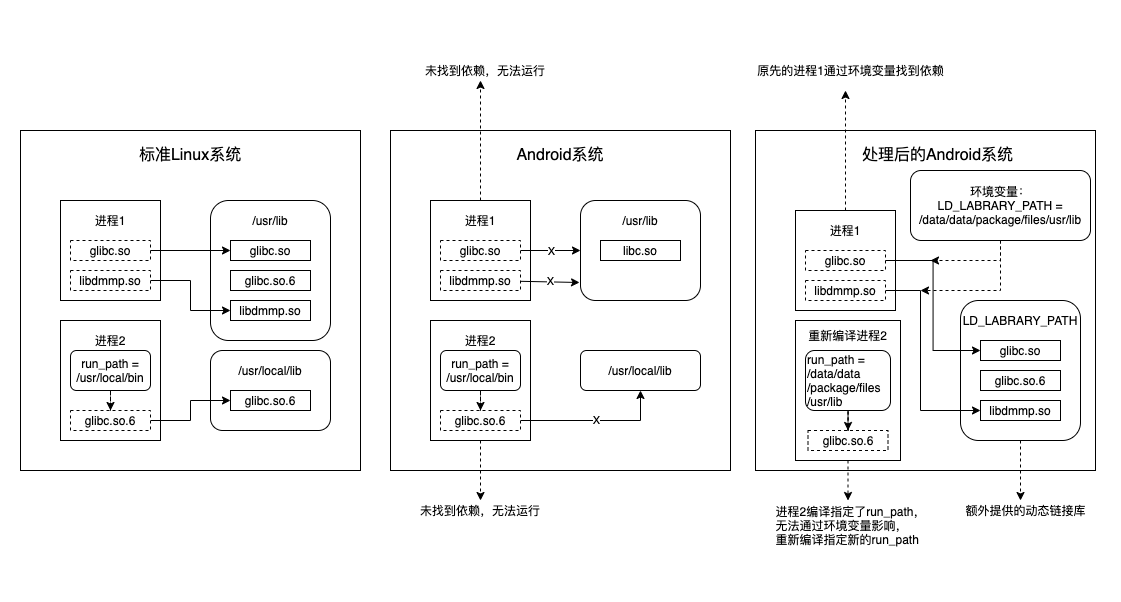 未找到依赖，无法运行
原先的进程1通过环境变量找到依赖
标准Linux系统
进程1
glibc.so
libdmmp.so
/usr/lib
glibc.so
glibc.so.6
libdmmp.so
进程2
run_path =
/usr/local/bin
glibc.so.6
/usr/local/lib
glibc.so.6
Android系统
进程1
glibc.so
libdmmp.so
X
X
/usr/lib
libc.so
进程2
run_path =
/usr/local/bin
glibc.so.6
X
/usr/local/lib
未找到依赖，无法运行
处理后的Android系统
环境变量：
LD_LABRARY_PATH =
/data/data/package/files/usr/lib
进程1
glibc.so
libdmmp.so
重新编译进程2
run_path =
/data/data
/package/files
/usr/lib
glibc.so.6
LD_LABRARY_PATH
glibc.so
glibc.so.6
libdmmp.so
进程2编译指定了run_path，
无法通过环境变量影响，
重新编译指定新的run_path
额外提供的动态链接库